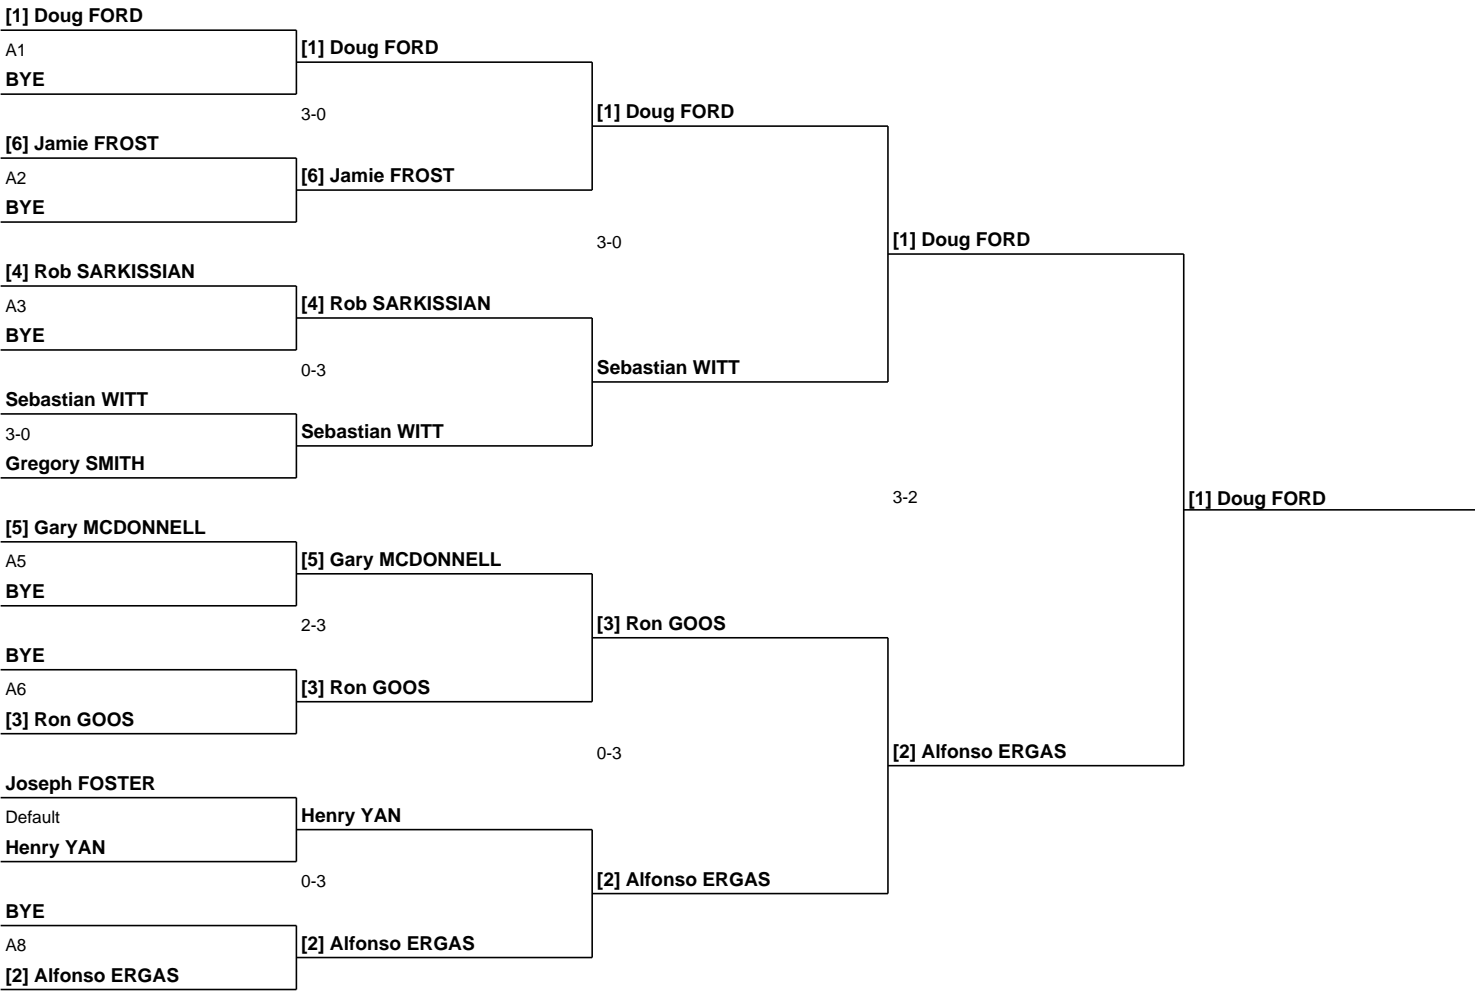 [1] Doug FORD
A1
BYE
[6] Jamie FROST
A2
BYE
[4] Rob SARKISSIAN
A3
BYE
Sebastian WITT
3-0
Gregory SMITH
[5] Gary MCDONNELL
A5
BYE
BYE
A6
[3] Ron GOOS
Joseph FOSTER
Default
Henry YAN
BYE
A8
[2] Alfonso ERGAS
[1] Doug FORD
3-0
[6] Jamie FROST
[4] Rob SARKISSIAN
0-3
Sebastian WITT
[5] Gary MCDONNELL
2-3
[3] Ron GOOS
Henry YAN
0-3
[2] Alfonso ERGAS
[1] Doug FORD
3-0
Sebastian WITT
[3] Ron GOOS
0-3
[2] Alfonso ERGAS
[1] Doug FORD
3-2
[2] Alfonso ERGAS
[1] Doug FORD